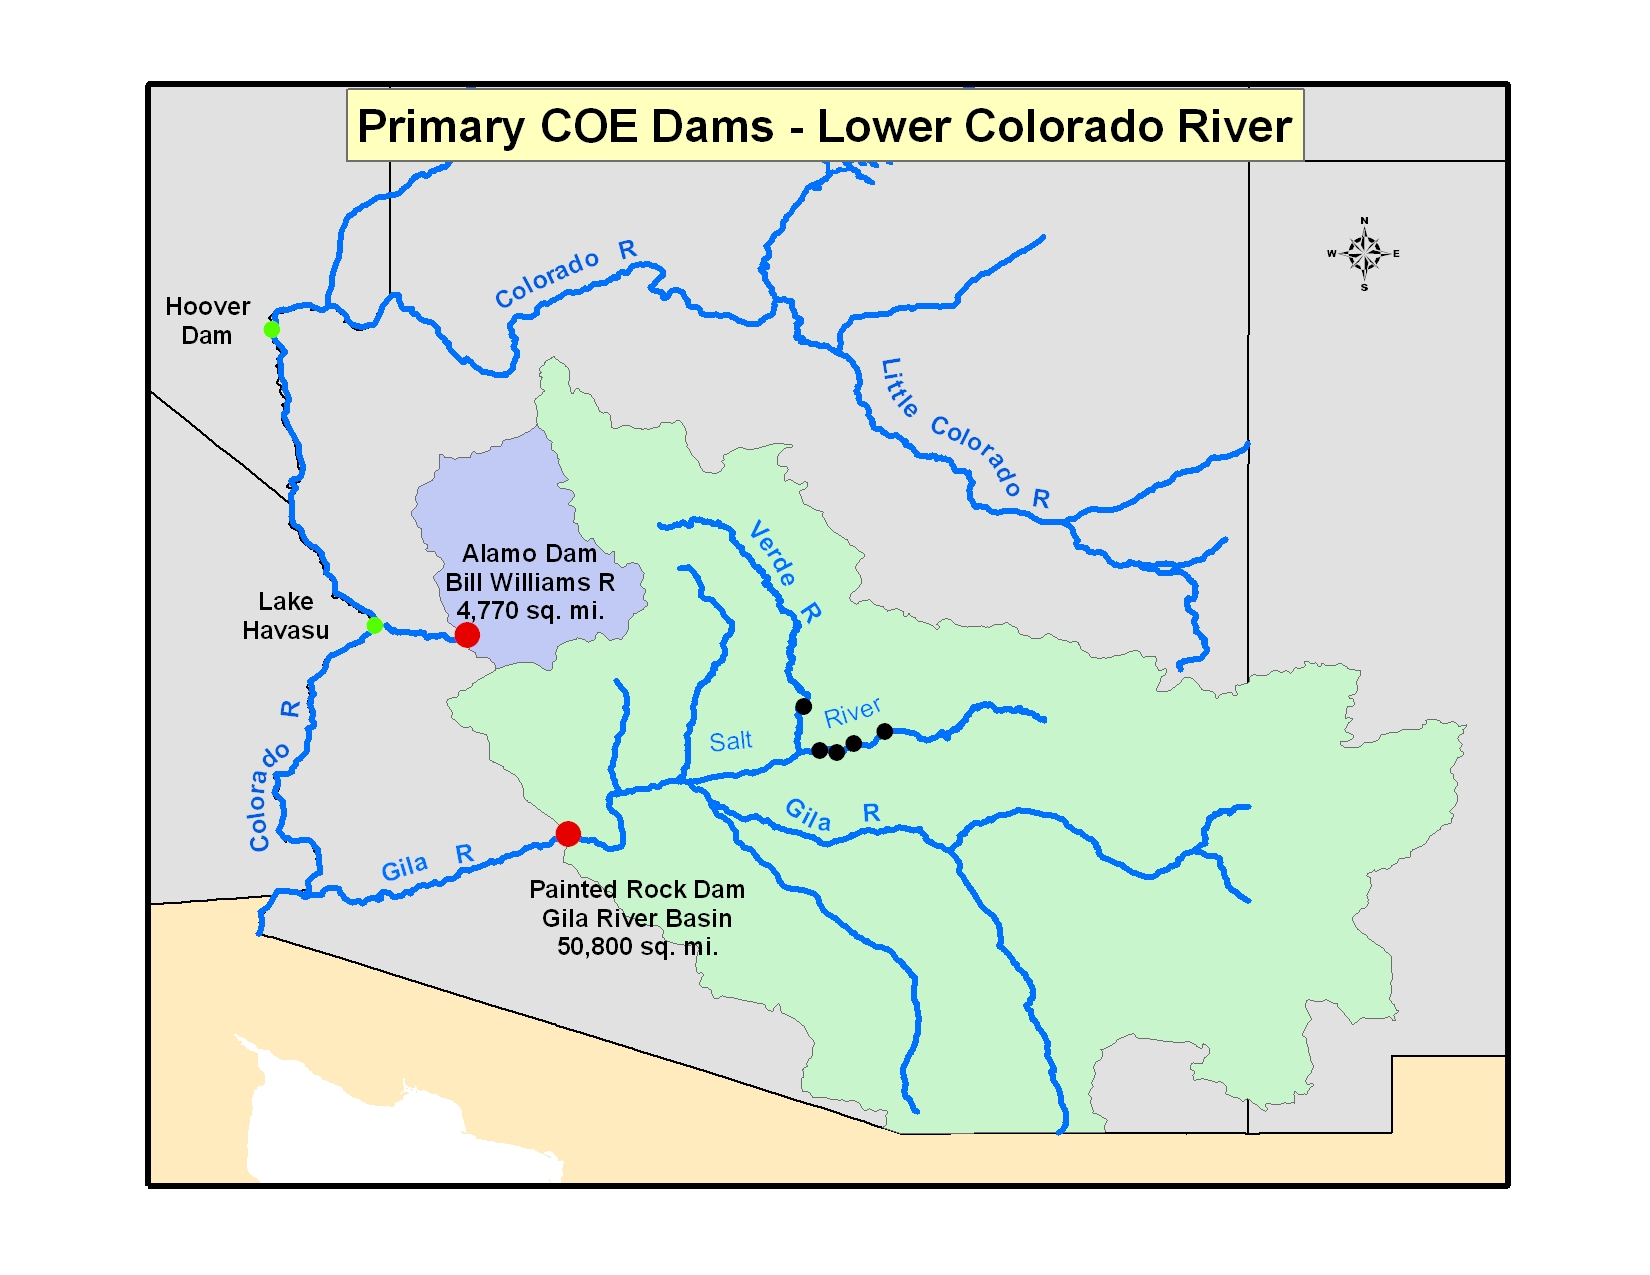 Primary COE Dams - Lower Colorado River
N
W
E
S
Colorado R
Hoover
Dam
Little Colorado R
Verde R
Alamo Dam
Bill Williams R
4,770 sq. mi.
Lake
Havasu
Colorado R
Salt River
Gila R
Gila R
Painted Rock Dam
Gila River Basin
50,800 sq. mi.